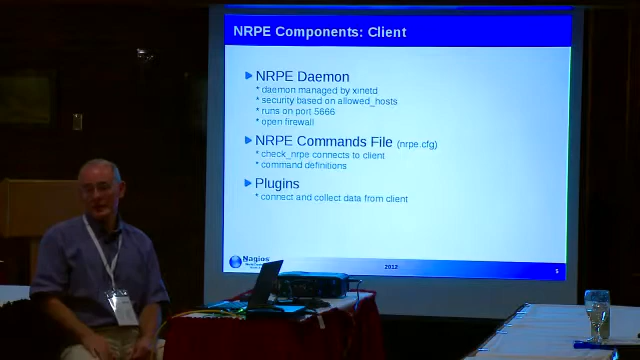 NRPE Components: Client
NRPE Daemon
* daemon managed by xinetd
* security based on allowed_hosts
* runs on port 5666
* open firewall
NRPE Commands File (nrpe.cfg)
* check_nrpe connects to client
* command definitions
Plugins
* connect and collect data from client
Nagios
2012
5